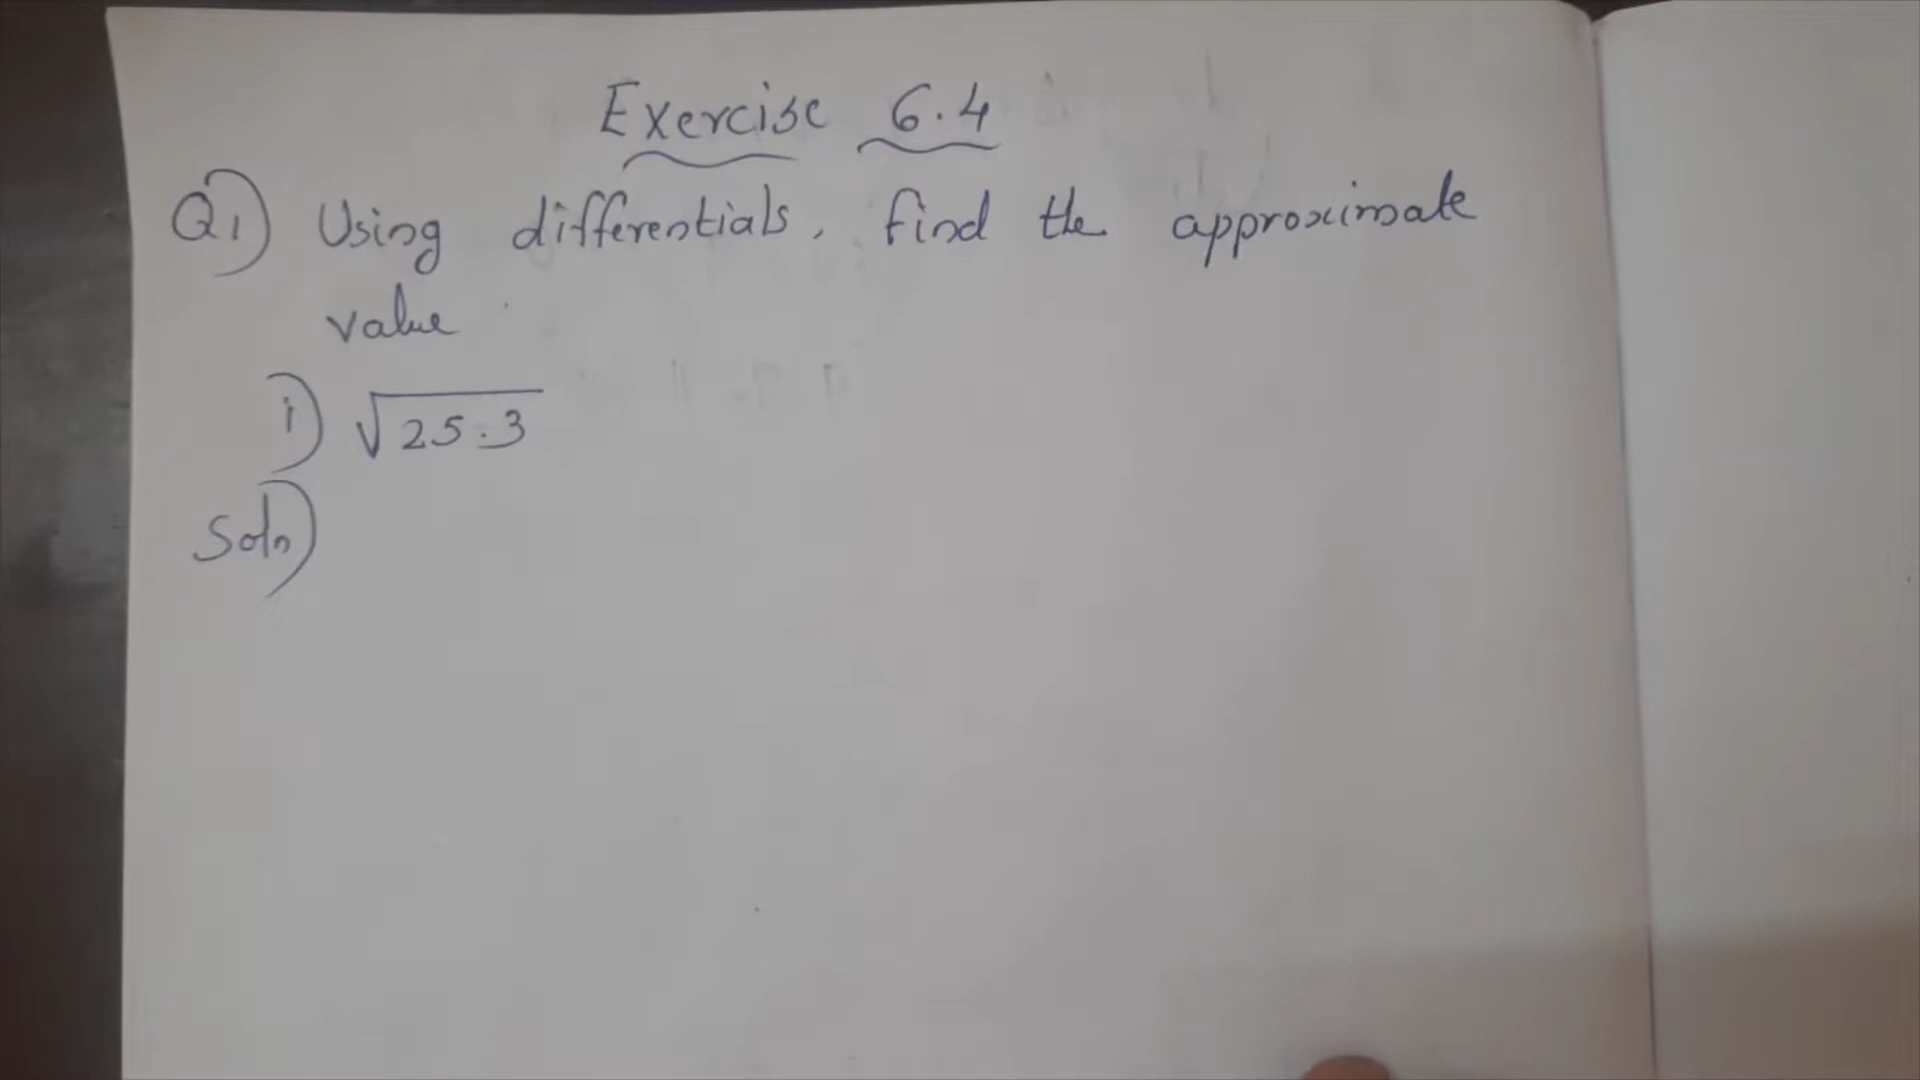 Exercise 6.4
Q1) Using differentials, find the approximate
value
i) √25.3
Soln)